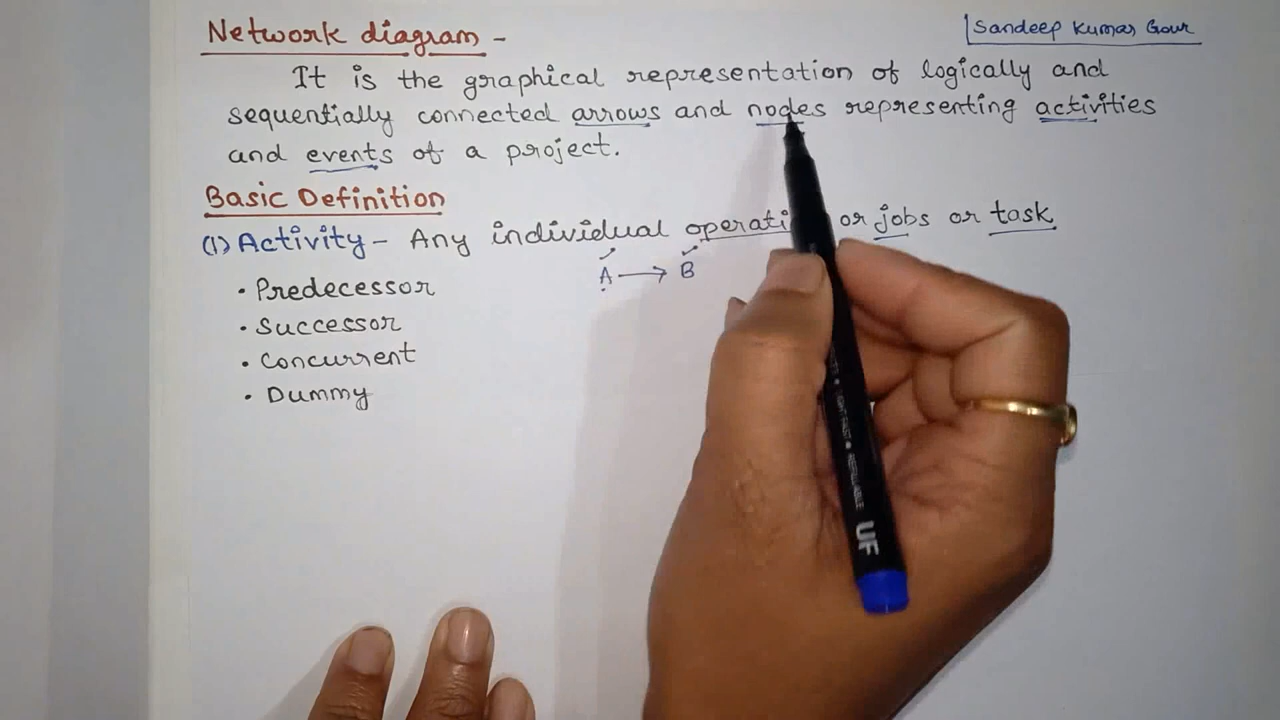 Network diagram -
Sandeep Kumar Gour
It is the graphical representation of logically and
sequentially connected arrows and nodes representing activities
and events of a project.
Basic Definition
(1) Activity - Any individual operati or jobs or task
A → B
• Predecessor
• Successor
• Concurrent
• Dummy
UF